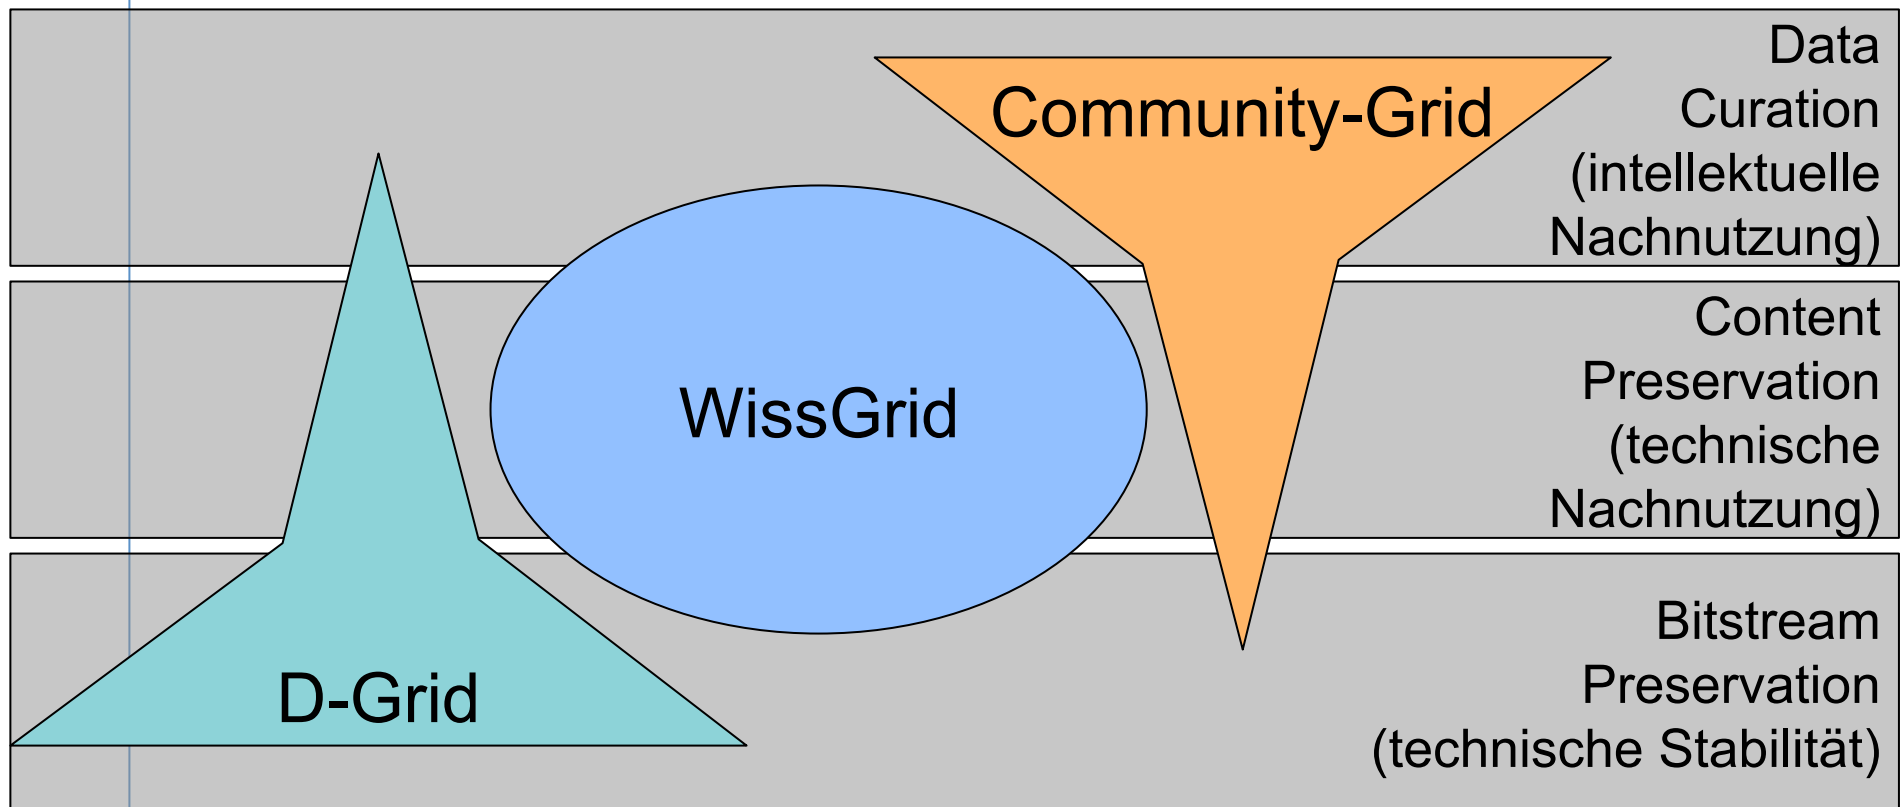 Data
Curation
(intellektuelle
Nachnutzung)
Community-Grid
Content
Preservation
(technische
Nachnutzung)
WissGrid
Bitstream
Preservation
(technische Stabilität)
D-Grid